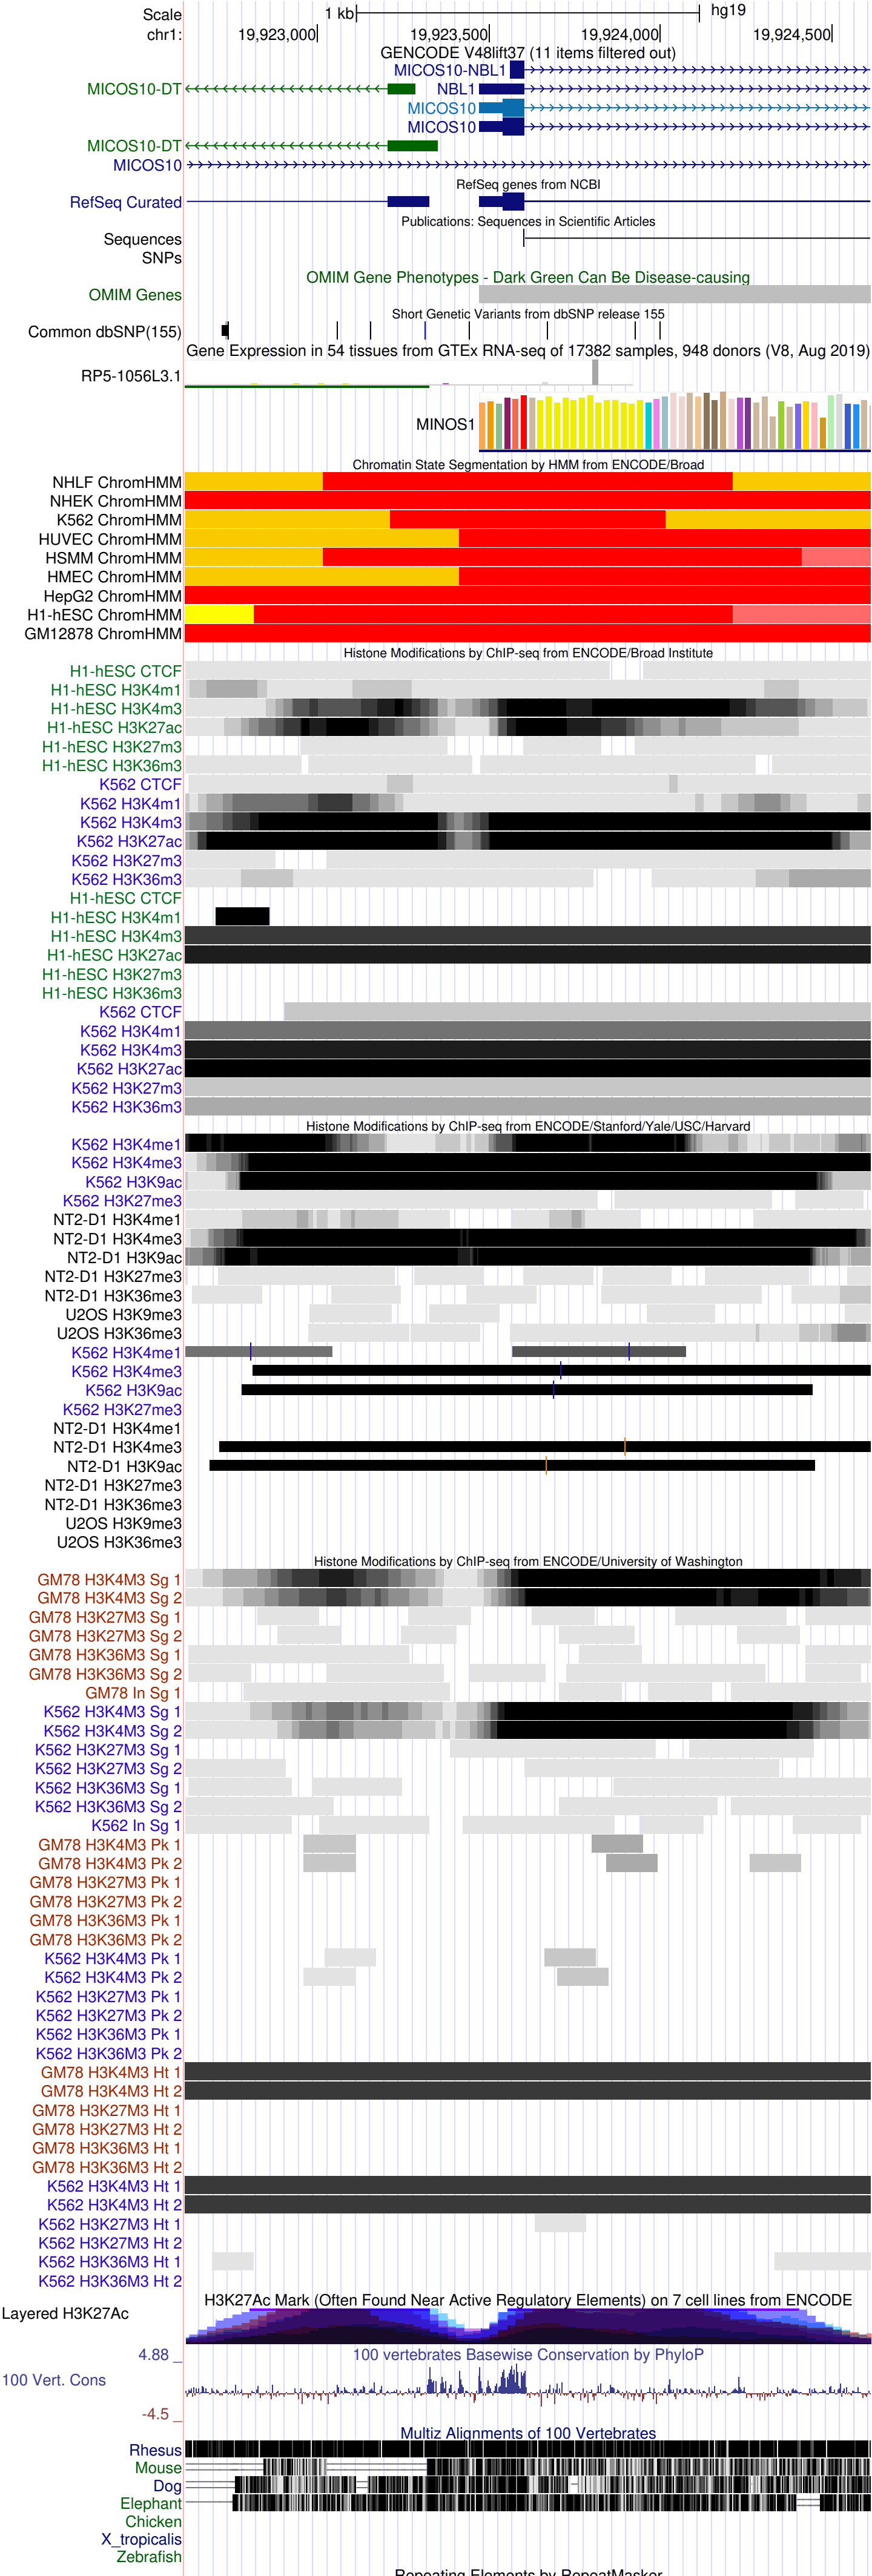 Scale 1 kb hg19
chr1: 19,923,000 19,923,500 19,924,000 19,924,500
GENCODE V48lift37 (11 items filtered out)
MICOS10-NBL1
MICOS10-DT NBL1
MICOS10
MICOS10
MICOS10-DT
MICOS10
RefSeq genes from NCBI
RefSeq Curated
Publications: Sequences in Scientific Articles
Sequences
SNPs
OMIM Gene Phenotypes - Dark Green Can Be Disease-causing
OMIM Genes
Short Genetic Variants from dbSNP release 155
Common dbSNP(155)
Gene Expression in 54 tissues from GTEx RNA-seq of 17382 samples, 948 donors (V8, Aug 2019)
RP5-1056L3.1
MINOS1
Chromatin State Segmentation by HMM from ENCODE/Broad
NHLF ChromHMM
NHEK ChromHMM
K562 ChromHMM
HUVEC ChromHMM
HSMM ChromHMM
HMEC ChromHMM
HepG2 ChromHMM
H1-hESC ChromHMM
GM12878 ChromHMM
Histone Modifications by ChIP-seq from ENCODE/Broad Institute
H1-hESC CTCF
H1-hESC H3K4m1
H1-hESC H3K4m3
H1-hESC H3K27ac
H1-hESC H3K27m3
H1-hESC H3K36m3
K562 CTCF
K562 H3K4m1
K562 H3K4m3
K562 H3K27ac
K562 H3K27m3
K562 H3K36m3
H1-hESC CTCF
H1-hESC H3K4m1
H1-hESC H3K4m3
H1-hESC H3K27ac
H1-hESC H3K27m3
H1-hESC H3K36m3
K562 CTCF
K562 H3K4m1
K562 H3K4m3
K562 H3K27ac
K562 H3K27m3
K562 H3K36m3
Histone Modifications by ChIP-seq from ENCODE/Stanford/Yale/USC/Harvard
K562 H3K4me1
K562 H3K4me3
K562 H3K9ac
K562 H3K27me3
NT2-D1 H3K4me1
NT2-D1 H3K4me3
NT2-D1 H3K9ac
NT2-D1 H3K27me3
NT2-D1 H3K36me3
U2OS H3K9me3
U2OS H3K36me3
K562 H3K4me1
K562 H3K4me3
K562 H3K9ac
K562 H3K27me3
NT2-D1 H3K4me1
NT2-D1 H3K4me3
NT2-D1 H3K9ac
NT2-D1 H3K27me3
NT2-D1 H3K36me3
U2OS H3K9me3
U2OS H3K36me3
Histone Modifications by ChIP-seq from ENCODE/University of Washington
GM78 H3K4M3 Sg 1
GM78 H3K4M3 Sg 2
GM78 H3K27M3 Sg 1
GM78 H3K27M3 Sg 2
GM78 H3K36M3 Sg 1
GM78 H3K36M3 Sg 2
GM78 In Sg 1
K562 H3K4M3 Sg 1
K562 H3K4M3 Sg 2
K562 H3K27M3 Sg 1
K562 H3K27M3 Sg 2
K562 H3K36M3 Sg 1
K562 H3K36M3 Sg 2
K562 In Sg 1
GM78 H3K4M3 Pk 1
GM78 H3K4M3 Pk 2
GM78 H3K27M3 Pk 1
GM78 H3K27M3 Pk 2
GM78 H3K36M3 Pk 1
GM78 H3K36M3 Pk 2
K562 H3K4M3 Pk 1
K562 H3K4M3 Pk 2
K562 H3K27M3 Pk 1
K562 H3K27M3 Pk 2
K562 H3K36M3 Pk 1
K562 H3K36M3 Pk 2
GM78 H3K4M3 Ht 1
GM78 H3K4M3 Ht 2
GM78 H3K27M3 Ht 1
GM78 H3K27M3 Ht 2
GM78 H3K36M3 Ht 1
GM78 H3K36M3 Ht 2
K562 H3K4M3 Ht 1
K562 H3K4M3 Ht 2
K562 H3K27M3 Ht 1
K562 H3K27M3 Ht 2
K562 H3K36M3 Ht 1
K562 H3K36M3 Ht 2
H3K27Ac Mark (Often Found Near Active Regulatory Elements) on 7 cell lines from ENCODE
Layered H3K27Ac
100 vertebrates Basewise Conservation by PhyloP
4.88 _
100 Vert. Cons
-4.5 _
Multiz Alignments of 100 Vertebrates
Rhesus
Mouse
Dog
Elephant
Chicken
X_tropicalis
Zebrafish
Repeating Elements by RepeatMasker